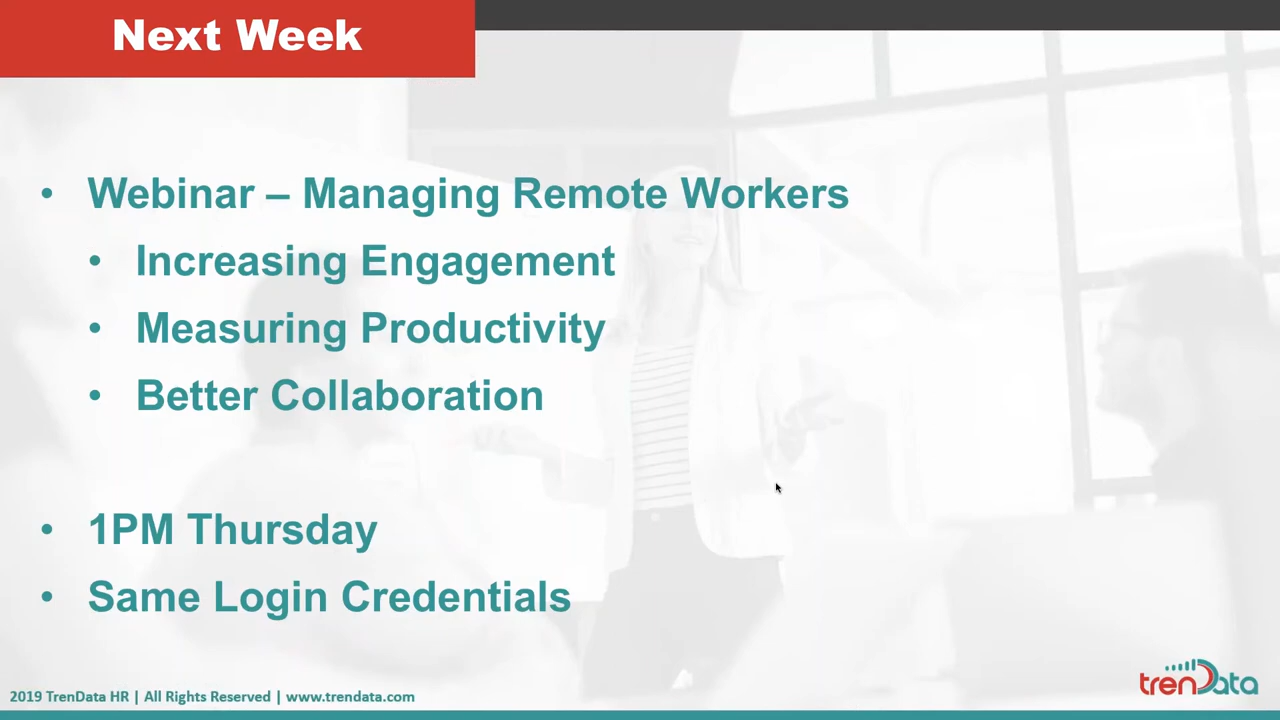 Next Week
• Webinar – Managing Remote Workers
• Increasing Engagement
• Measuring Productivity
• Better Collaboration
• 1PM Thursday
• Same Login Credentials
2019 TrenData HR | All Rights Reserved | www.trendata.com
trenData